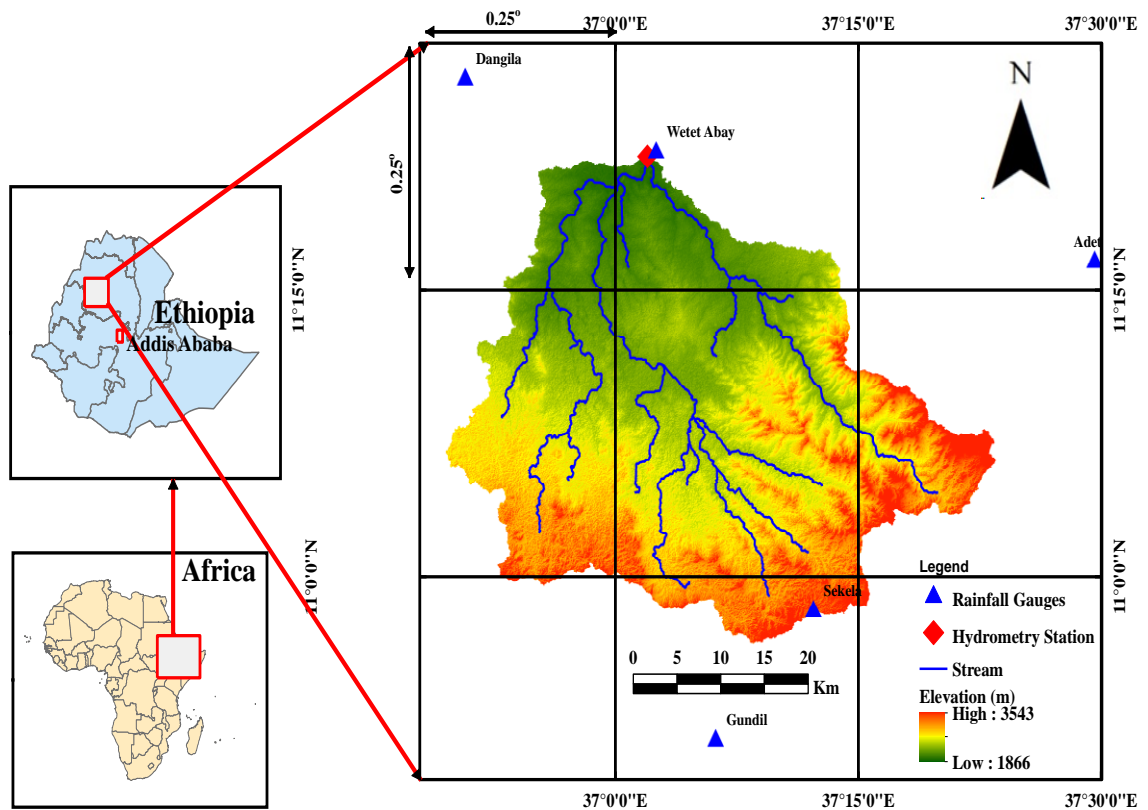 0.25º
37°0'0"E
37°15'0"E
37°30'0"E
Dangila
N
Wetet Abay
0.25º
Adet
11°15'0"N
Ethiopia
Addis Ababa
11°0'0"N
Africa
Sekela
Legend
Rainfall Gauges
Hydrometry Station
0 5 10 15 20
Km
Stream
Elevation (m)
High : 3543
Low : 1866
Gundil
37°0'0"E
37°15'0"E
37°30'0"E
11°15'0"N
11°0'0"N